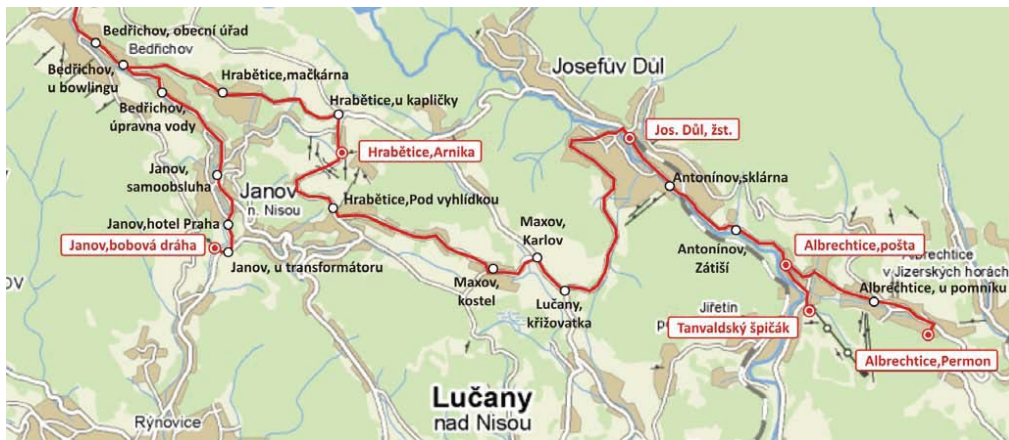 Bedřichov, obecní úřad
Bedřichov
Josefův Důl
Bedřichov,
u bowlingu
Hrabětice,mačkárna
Hrabětice,u kapličky
Bedřichov,
úpravna vody
Jos. Důl, žst.
Hrabětice,Arnika
Janov,
samoobsluha
Janov
n. Nisou
Antonínov,sklárna
Hrabětice,Pod vyhlídkou
Janov,hotel Praha
Maxov,
Karlov
Janov,bobová dráha
Antonínov,
Zátiší
Albrechtice,pošta
Albrechtice
v Jizerských horách
Janov, u transformátoru
Maxov,
kostel
Albrechtice, u pomníku
Lučany,
křižovatka
Jiřetín
Tanvaldský špičák
Albrechtice,Permon
Lučany
nad Nisou
Rýnovice